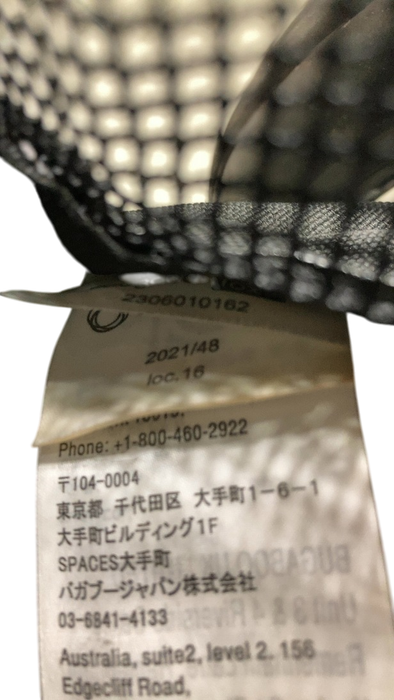 2306010162
2021/48
loc.16
Phone: +1-800-460-2922
〒104-0004
東京都 千代田区 大手町1-6-1
大手町ビルディング1F
SPACES大手町
バガブージャパン株式会社
03-6841-4133
Australia, suite2, level 2. 156
Edgecliff Road,